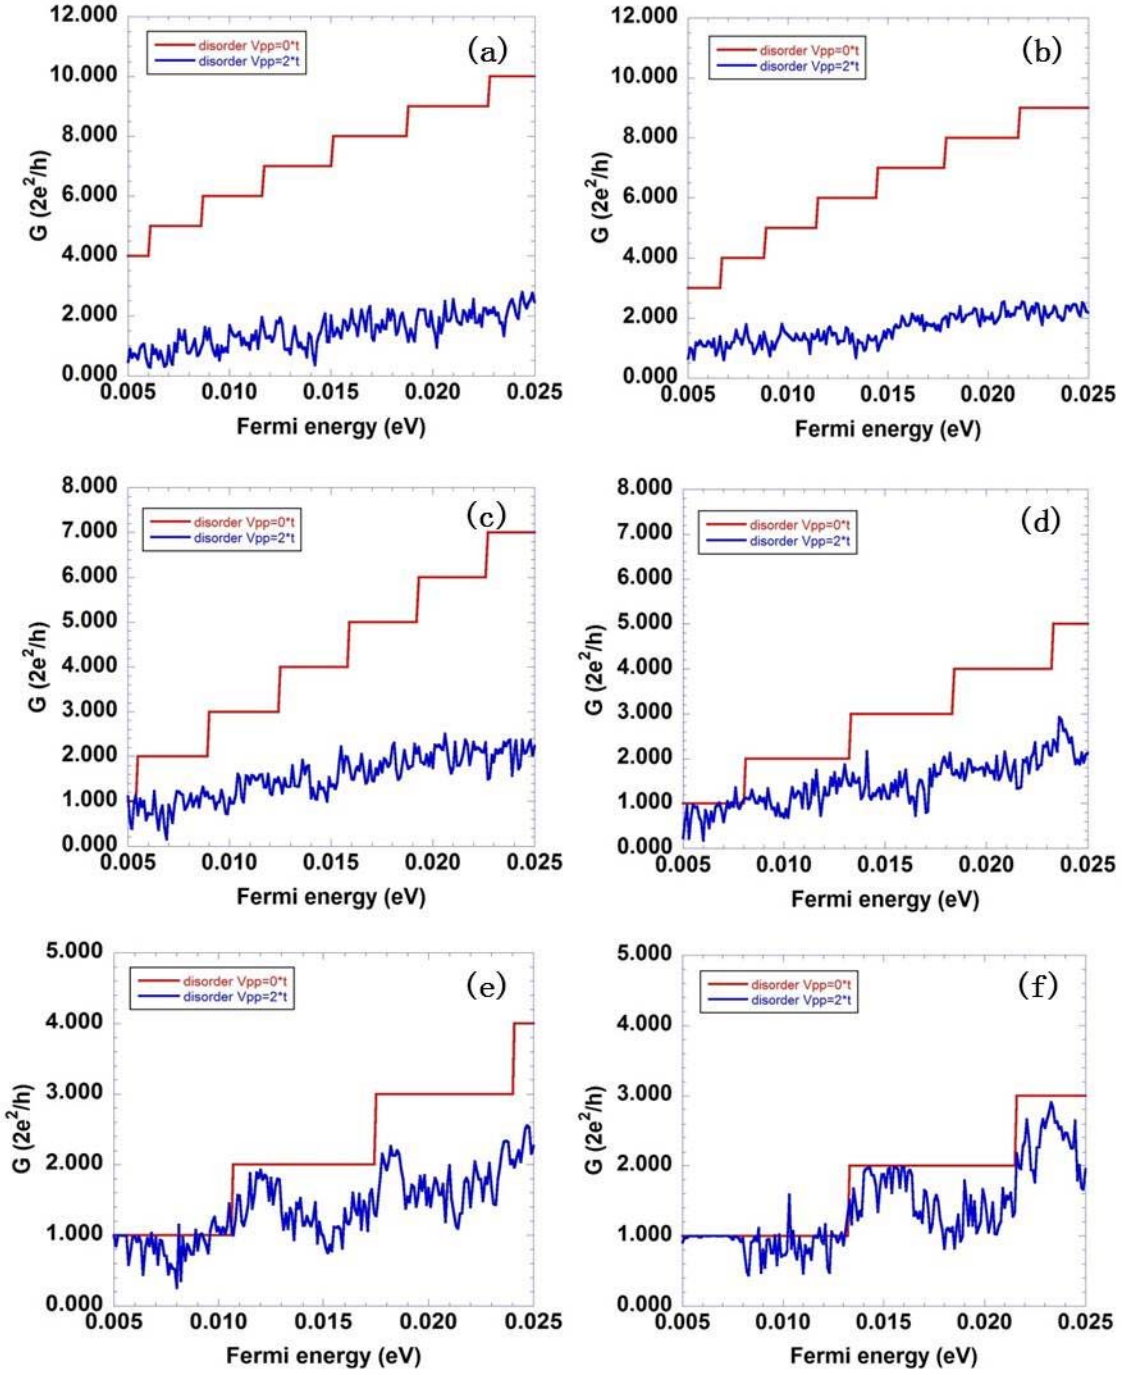 12.000
10.000
8.000
6.000
4.000
2.000
0.000
G (2e²/h)
disorder Vpp=0*t
disorder Vpp=2*t
(a)
0.005 0.010 0.015 0.020 0.025
Fermi energy (eV)
12.000
10.000
8.000
6.000
4.000
2.000
0.000
G (2e²/h)
disorder Vpp=0*t
disorder Vpp=2*t
(b)
0.005 0.010 0.015 0.020 0.025
Fermi energy (eV)
8.000
7.000
6.000
5.000
4.000
3.000
2.000
1.000
0.000
G (2e²/h)
disorder Vpp=0*t
disorder Vpp=2*t
(c)
0.005 0.010 0.015 0.020 0.025
Fermi energy (eV)
8.000
7.000
6.000
5.000
4.000
3.000
2.000
1.000
0.000
G (2e²/h)
disorder Vpp=0*t
disorder Vpp=2*t
(d)
0.005 0.010 0.015 0.020 0.025
Fermi energy (eV)
5.000
4.000
3.000
2.000
1.000
0.000
G (2e²/h)
disorder Vpp=0*t
disorder Vpp=2*t
(e)
0.005 0.010 0.015 0.020 0.025
Fermi energy (eV)
5.000
4.000
3.000
2.000
1.000
0.000
G (2e²/h)
disorder Vpp=0*t
disorder Vpp=2*t
(f)
0.005 0.010 0.015 0.020 0.025
Fermi energy (eV)